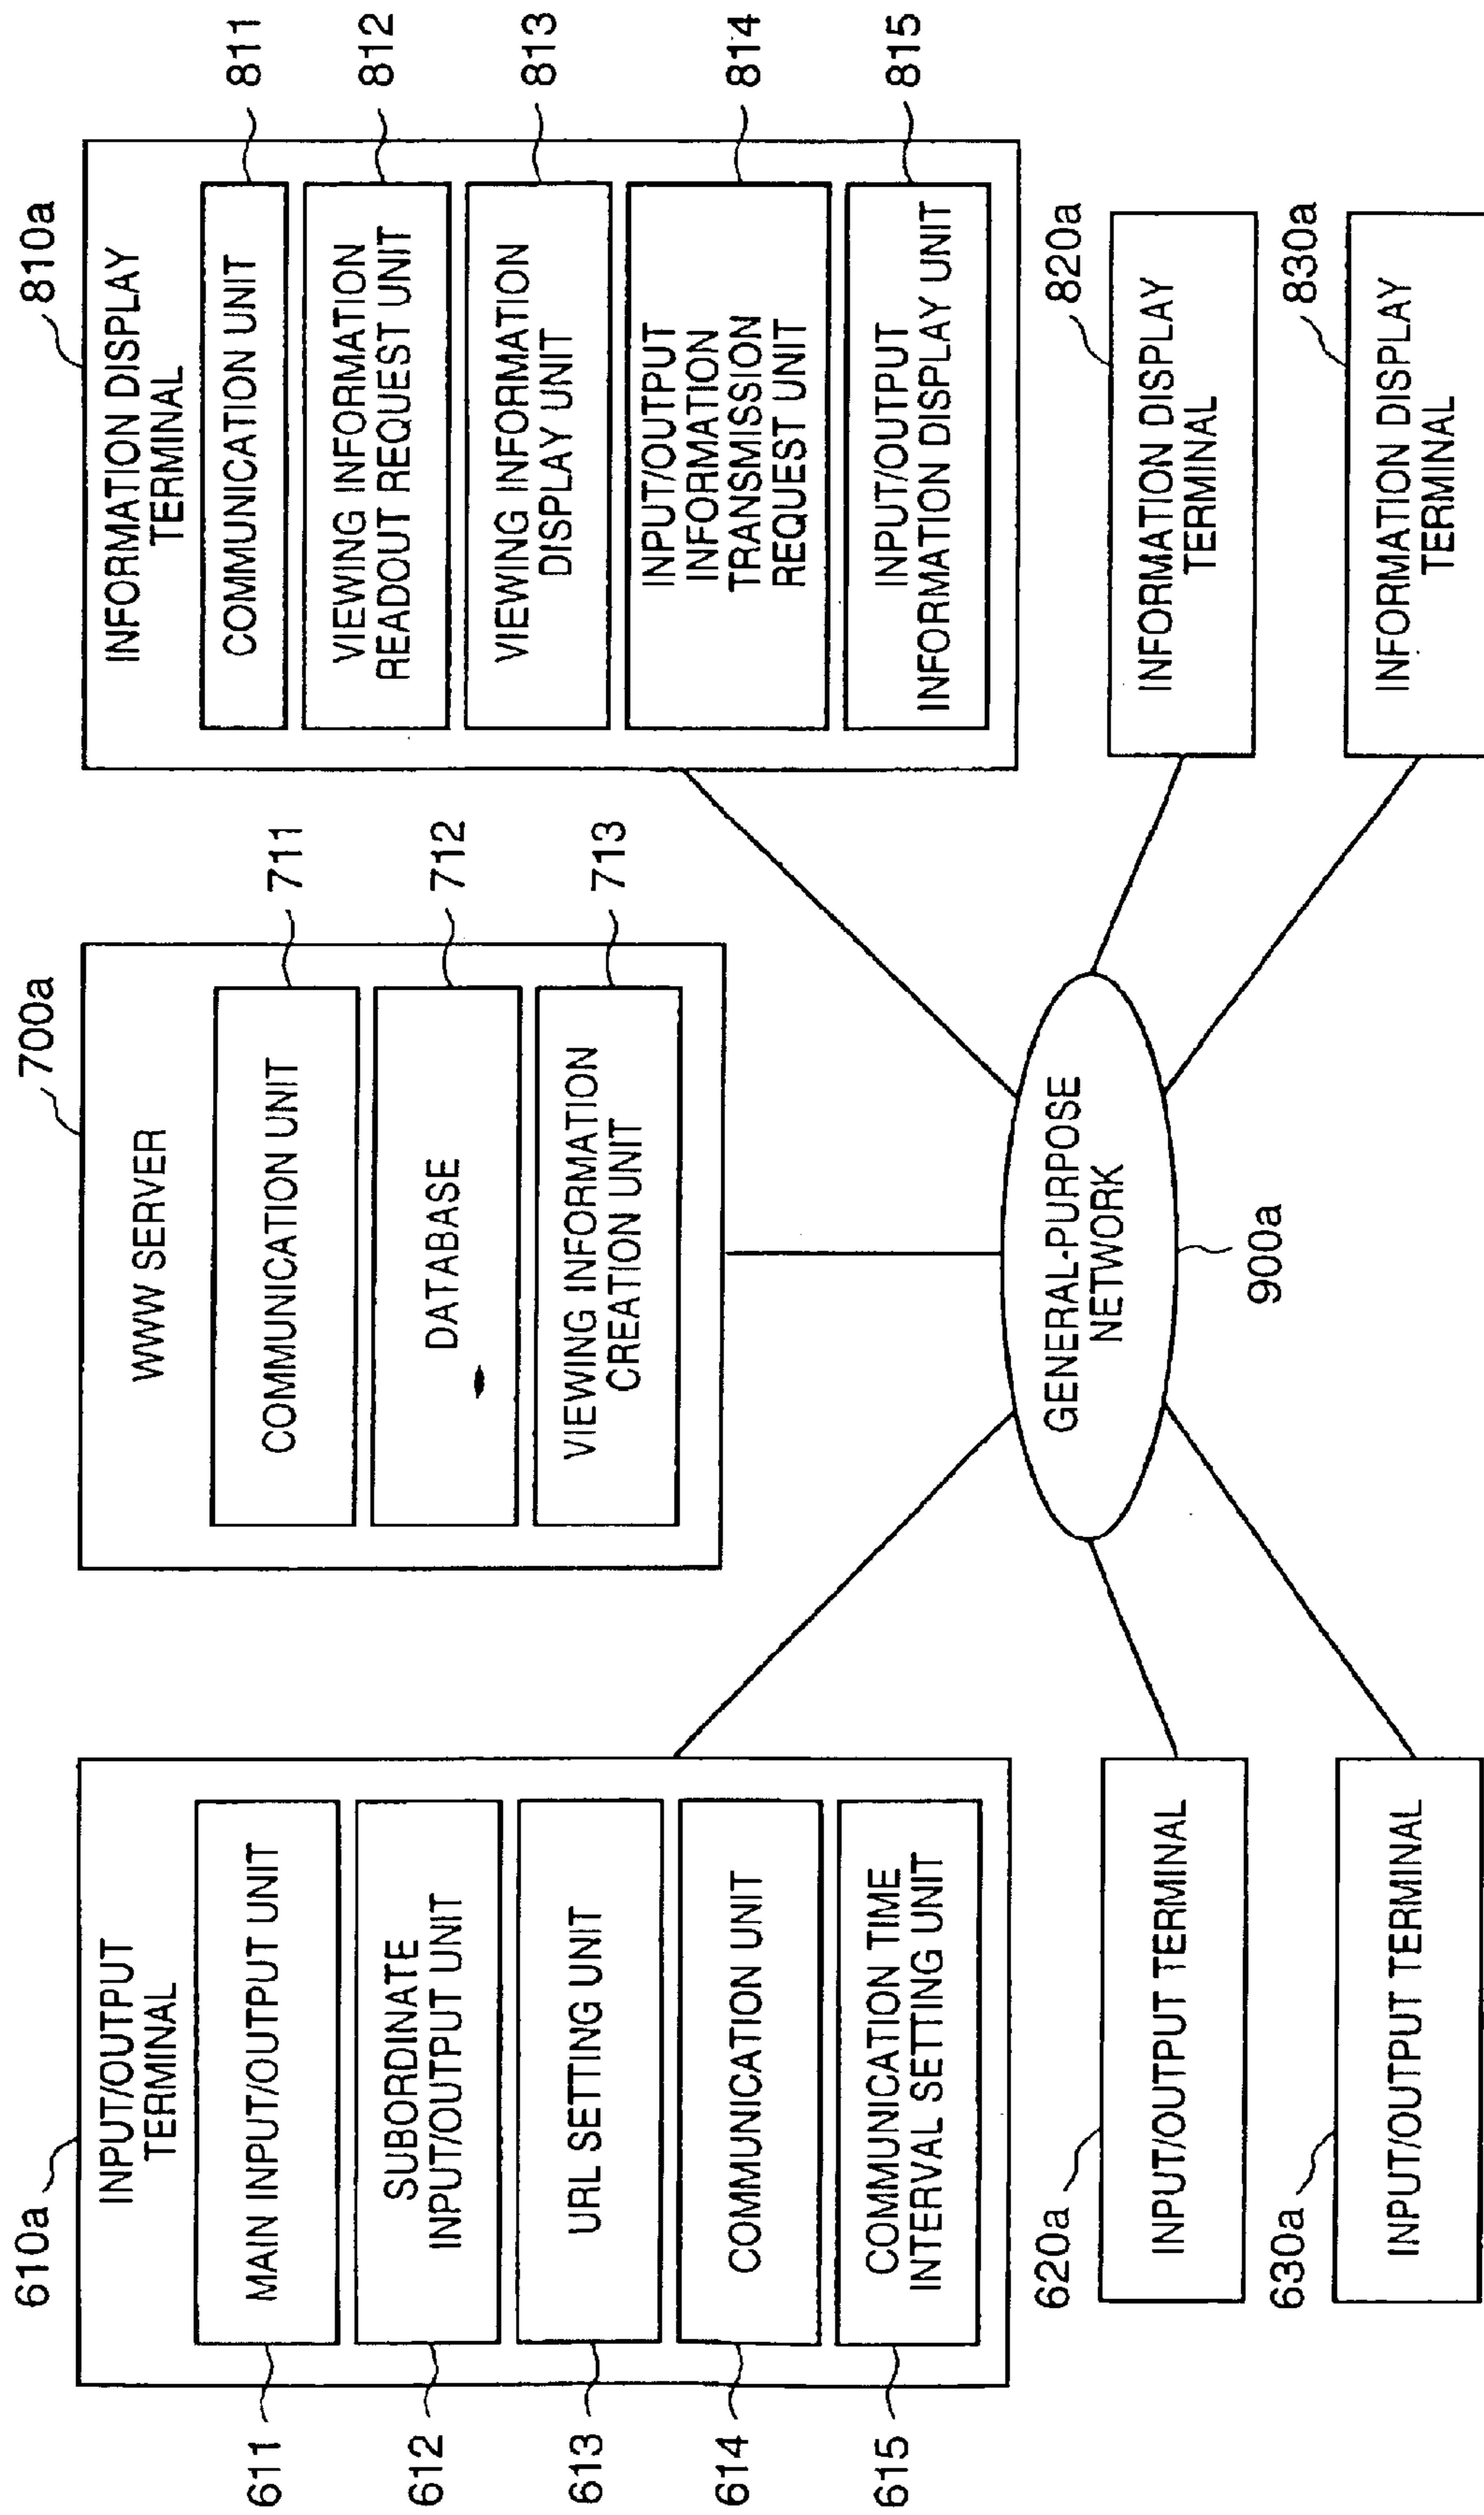 610a
INPUT/OUTPUT
TERMINAL
611
MAIN INPUT/OUTPUT UNIT
612
SUBORDINATE
INPUT/OUTPUT UNIT
613
URL SETTING UNIT
614
COMMUNICATION UNIT
615
COMMUNICATION TIME
INTERVAL SETTING UNIT
620a
INPUT/OUTPUT TERMINAL
630a
INPUT/OUTPUT TERMINAL
700a
WWW SERVER
COMMUNICATION UNIT
711
DATABASE
712
VIEWING INFORMATION
CREATION UNIT
713
GENERAL-PURPOSE
NETWORK
900a
810a
INFORMATION DISPLAY
TERMINAL
COMMUNICATION UNIT
811
VIEWING INFORMATION
READOUT REQUEST UNIT
812
VIEWING INFORMATION
DISPLAY UNIT
813
INPUT/OUTPUT
INFORMATION
TRANSMISSION
REQUEST UNIT
814
INPUT/OUTPUT
INFORMATION DISPLAY UNIT
815
820a
INFORMATION DISPLAY
TERMINAL
830a
INFORMATION DISPLAY
TERMINAL